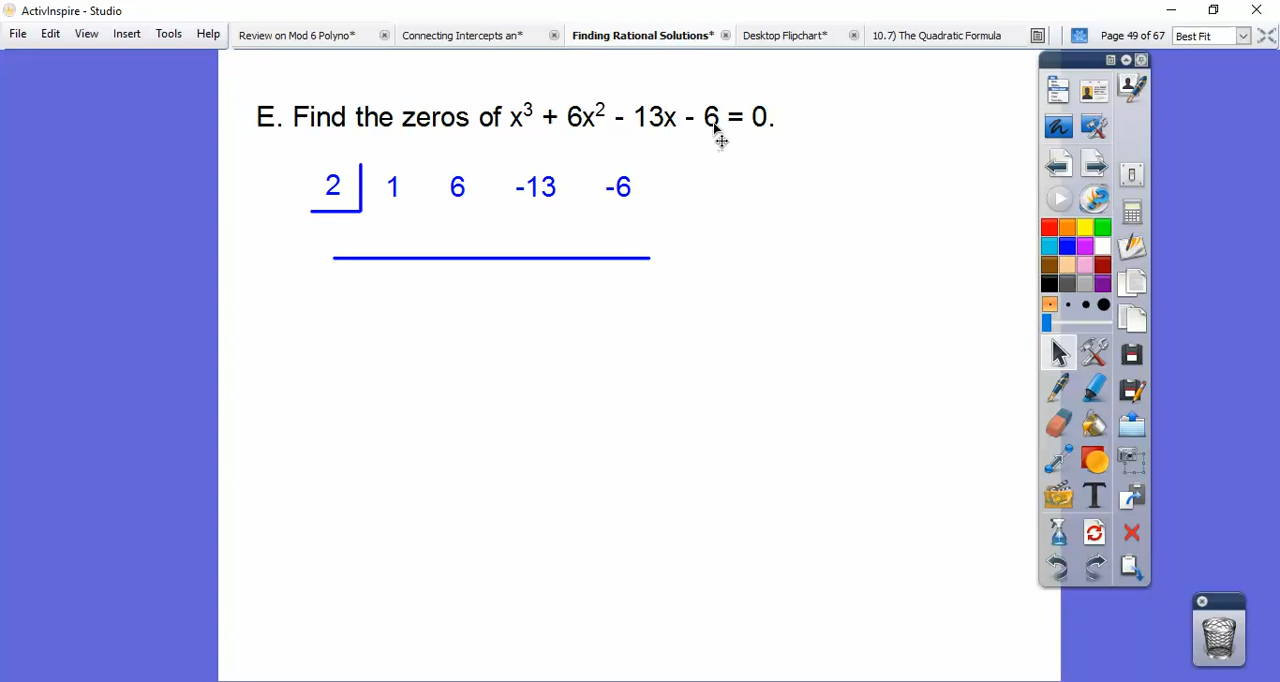 ActivInspire - Studio
File Edit View Insert Tools Help
Review on Mod 6 Polyno* Connecting Intercepts an* Finding Rational Solutions* Desktop Flipchart* 10.7) The Quadratic Formula Page 49 of 67 Best Fit
E. Find the zeros of x³ + 6x² - 13x - 6 = 0.
2 1 6 -13 -6
T